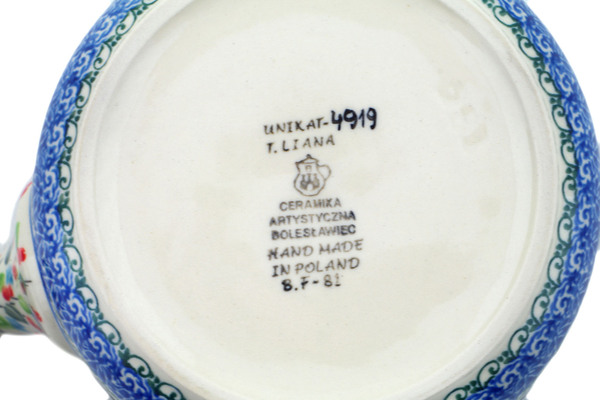 UNIKAT-4919
T. LIANA
CERAMIKA
ARTYSTYCZNA
BOLESŁAWIEC
HAND MADE
IN POLAND
B.F-81